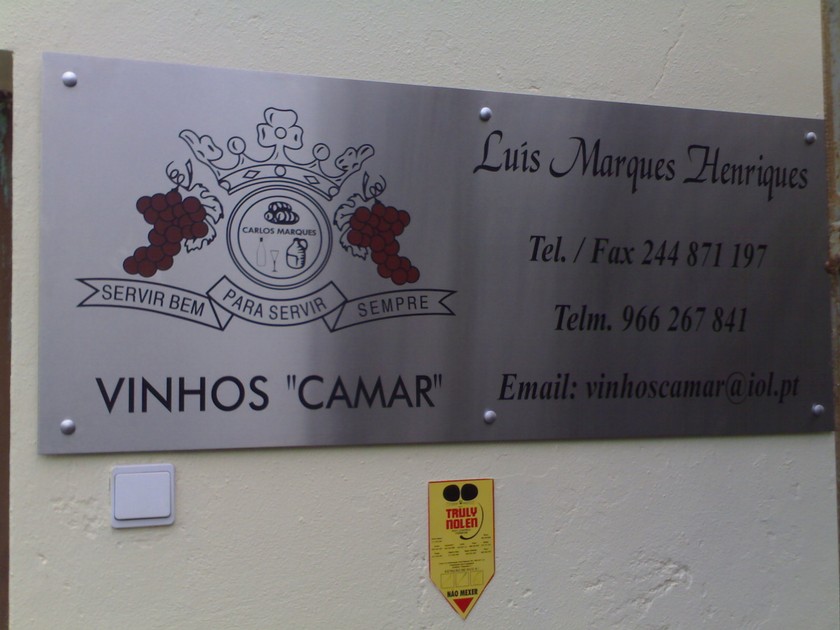 CARLOS MARQUES
SERVIR BEM PARA SERVIR SEMPRE
VINHOS "CAMAR"
Luís Marques Henriques
Tel. / Fax 244 871 197
Telm. 966 267 841
Email: vinhoscamar@iol.pt
TRULY
NOLEN
NÃO MEXER